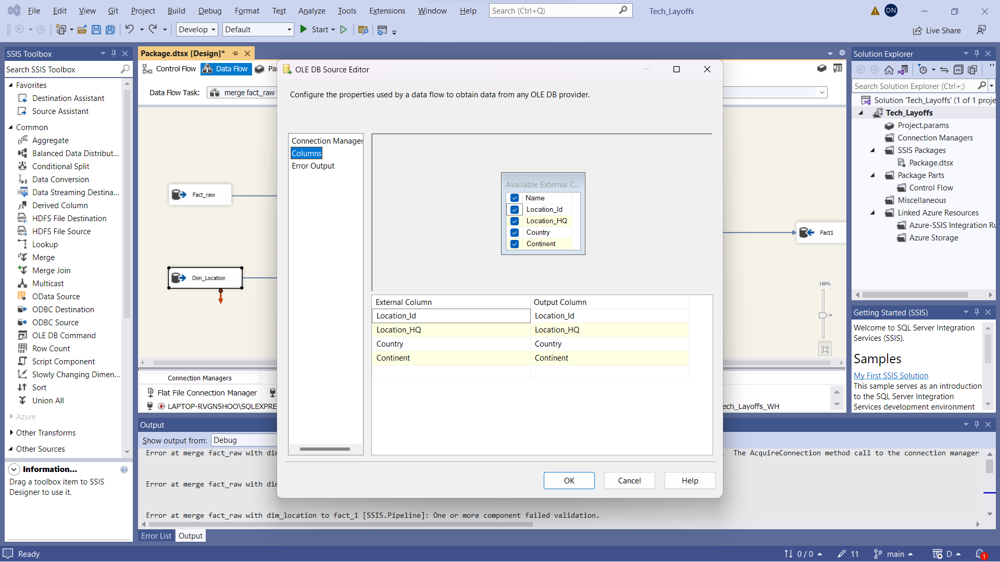 File Edit View Git Project Build Debug Format Test Analyze Tools Extensions Window Help Search (Ctrl+Q) Tech_Layoffs DN
Develop Default Start Live Share
SSIS Toolbox
Search SSIS Toolbox
Favorites
Destination Assistant
Source Assistant
Common
Aggregate
Balanced Data Distribut...
Conditional Split
Data Conversion
Data Streaming Destina...
Derived Column
HDFS File Destination
HDFS File Source
Lookup
Merge
Merge Join
Multicast
OData Source
ODBC Destination
ODBC Source
OLE DB Command
Row Count
Script Component
Slowly Changing Dimen...
Sort
Union All
Azure
Other Transforms
Other Sources
Information...
Drag a toolbox item to SSIS
Designer to use it.
Package.dtsx [Design]*
Control Flow Data Flow Pa
Data Flow Task: merge fact_raw
Fact_raw
Dim_Location
Fact1
100%
Connection Managers
Flat File Connection Manager
LAPTOP-RVGN5HOO\SQLEXPRE
ech_Layoffs_WH
OLE DB Source Editor
Configure the properties used by a data flow to obtain data from any OLE DB provider.
Connection Manager
Columns
Error Output
Available External C...
Name
Location_Id
Location_HQ
Country
Continent
External Column Output Column
Location_Id Location_Id
Location_HQ Location_HQ
Country Country
Continent Continent
OK Cancel Help
Output
Show output from: Debug
Error at merge fact_raw with di
. The AcquireConnection method call to the connection manager
Error at merge fact_raw with di
Error at merge fact_raw with dim_location to fact_1 [SSIS.Pipeline]: One or more component failed validation.
Error List Output
Solution Explorer
Search Solution Explorer (Ctrl+;)
Solution 'Tech_Layoffs' (1 of 1 proje
Tech_Layoffs
Project.params
Connection Managers
SSIS Packages
Package.dtsx
Package Parts
Control Flow
Miscellaneous
Linked Azure Resources
Azure-SSIS Integration Ru
Azure Storage
Getting Started (SSIS)
Welcome to SQL Server Integration
Services (SSIS).
Samples
My First SSIS Solution
This sample serves as an introduction
to the SQL Server Integration
Services development environment
Ready 0 / 0 11 main D 1